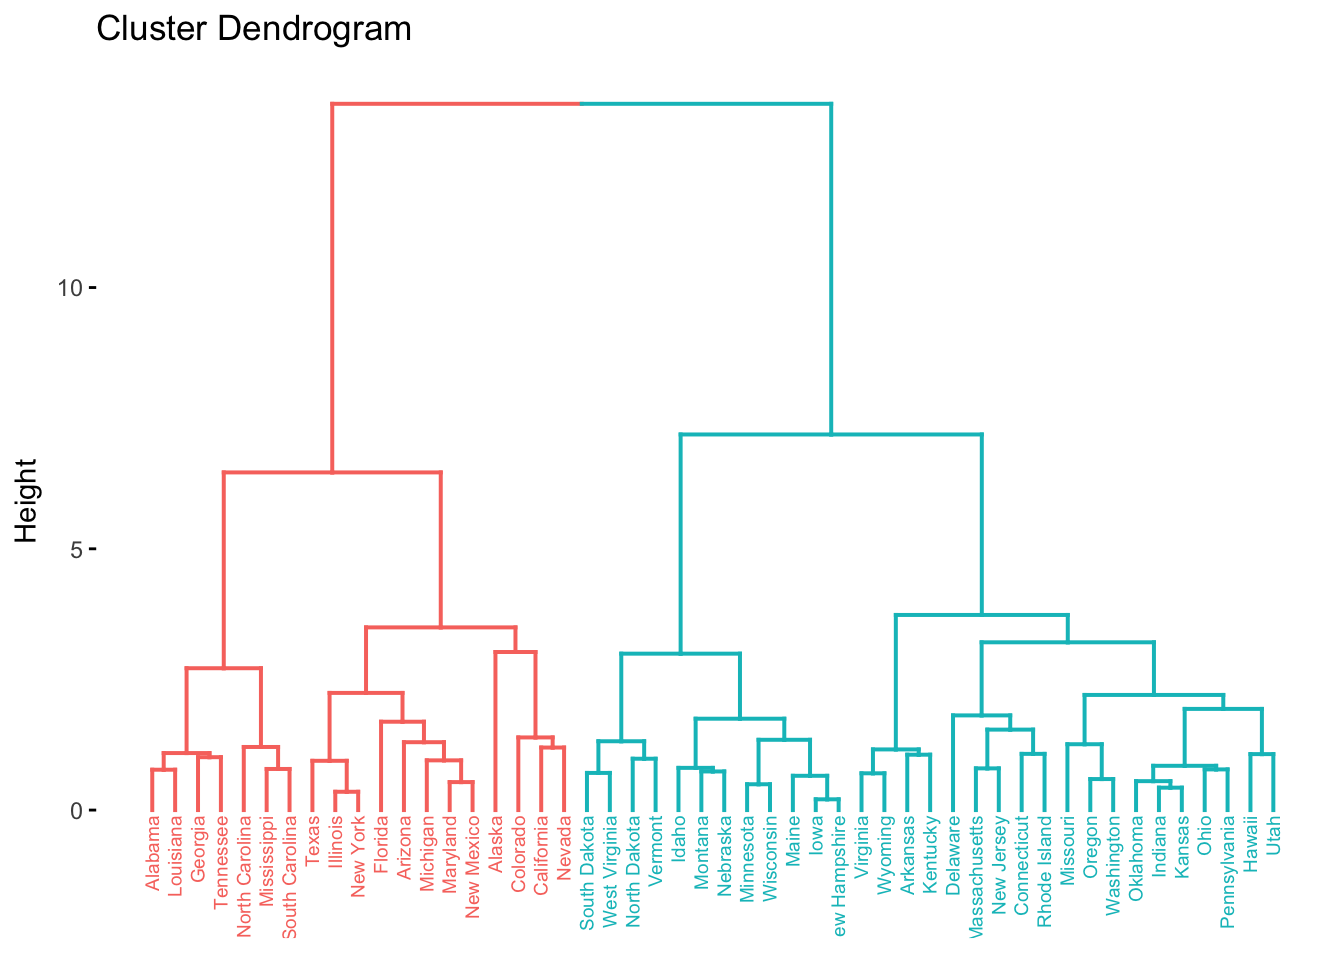 Cluster Dendrogram
Height
10
5
0
Alabama
Louisiana
Georgia
Tennessee
North Carolina
Mississippi
South Carolina
Texas
Illinois
New York
Florida
Arizona
Michigan
Maryland
New Mexico
Alaska
Colorado
California
Nevada
South Dakota
West Virginia
North Dakota
Vermont
Idaho
Montana
Nebraska
Minnesota
Wisconsin
Maine
Iowa
ew Hampshire
Virginia
Wyoming
Arkansas
Kentucky
Delaware
Massachusetts
New Jersey
Connecticut
Rhode Island
Missouri
Oregon
Washington
Oklahoma
Indiana
Kansas
Ohio
Pennsylvania
Hawaii
Utah